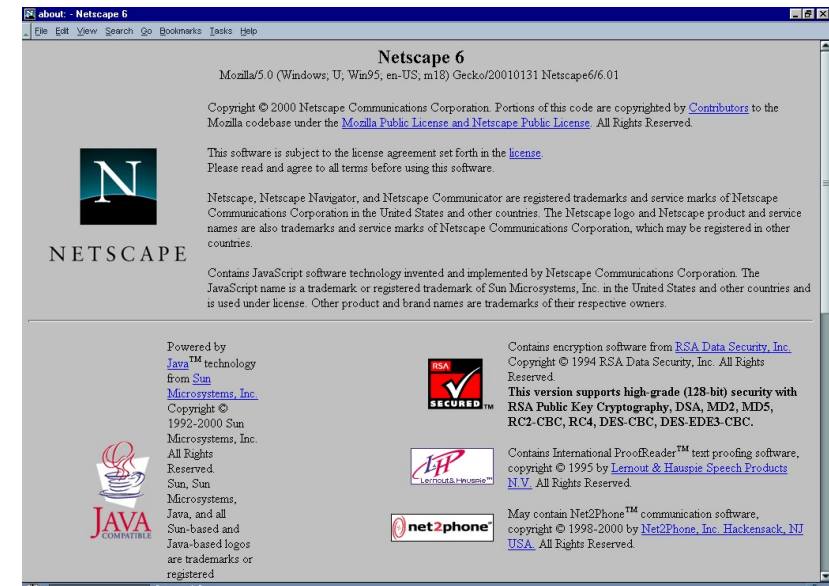 about: - Netscape 6
File Edit View Search Go Bookmarks Tasks Help
Netscape 6
Mozilla/5.0 (Windows; U; Win95; en-US; m18) Gecko/20010131 Netscape6/6.01
Copyright © 2000 Netscape Communications Corporation. Portions of this code are copyrighted by Contributors to the
Mozilla codebase under the Mozilla Public License and Netscape Public License. All Rights Reserved.
This software is subject to the license agreement set forth in the license.
Please read and agree to all terms before using this software.
N
NETSCAPE
Netscape, Netscape Navigator, and Netscape Communicator are registered trademarks and service marks of Netscape
Communications Corporation in the United States and other countries. The Netscape logo and Netscape product and service
names are also trademarks and service marks of Netscape Communications Corporation, which may be registered in other
countries.
Contains JavaScript software technology invented and implemented by Netscape Communications Corporation. The
JavaScript name is a trademark or registered trademark of Sun Microsystems, Inc. in the United States and other countries and
is used under license. Other product and brand names are trademarks of their respective owners.
JAVA
COMPATIBLE
Powered by
Java™ technology
from Sun
Microsystems, Inc.
Copyright ©
1992-2000 Sun
Microsystems, Inc.
All Rights
Reserved.
Sun, Sun
Microsystems,
Java, and all
Sun-based and
Java-based logos
are trademarks or
registered
RSA
SECURED™
Contains encryption software from RSA Data Security, Inc.
Copyright © 1994 RSA Data Security, Inc. All Rights
Reserved.
This version supports high-grade (128-bit) security with
RSA Public Key Cryptography, DSA, MD2, MD5,
RC2-CBC, RC4, DES-CBC, DES-EDE3-CBC.
L&H
Lernout & Hauspie™
Contains International ProofReader™ text proofing software,
copyright © 1995 by Lernout & Hauspie Speech Products
N.V. All Rights Reserved.
net2phone
May contain Net2Phone™ communication software,
copyright © 1998-2000 by Net2Phone, Inc. Hackensack, NJ
USA. All Rights Reserved.